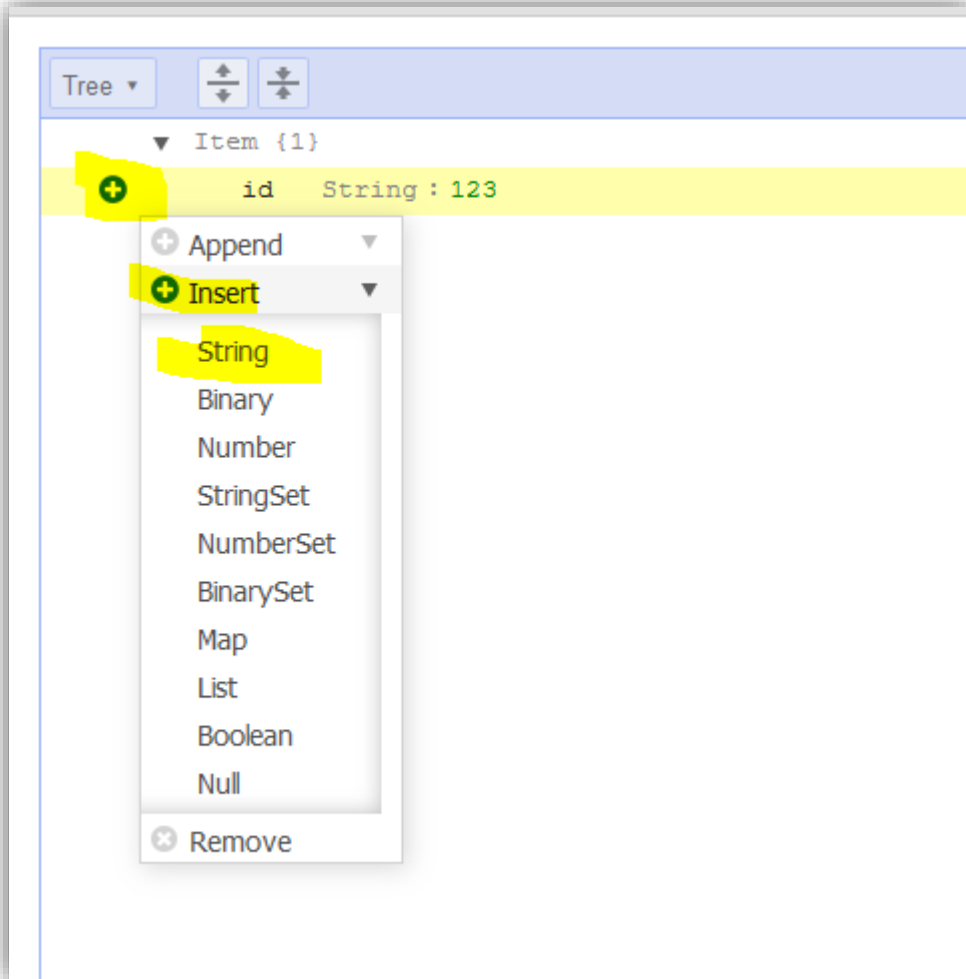 Tree
Item {1}
id String : 123
Append
Insert
String
Binary
Number
StringSet
NumberSet
BinarySet
Map
List
Boolean
Null
Remove